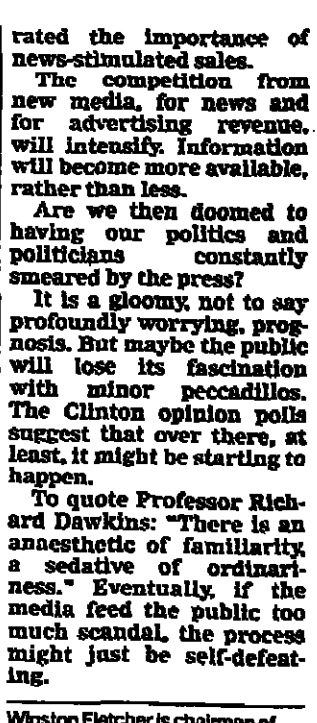 rated the importance of
news-stimulated sales.
The competition from
new media, for news and
for advertising revenue,
will intensify. Information
will become more available,
rather than less.
Are we then doomed to
having our politics and
politicians constantly
smeared by the press?
It is a gloomy, not to say
profoundly worrying, prog-
nosis. But maybe the public
will lose its fascination
with minor peccadillos.
The Clinton opinion polls
suggest that over there, at
least, it might be starting to
happen.
To quote Professor Rich-
ard Dawkins: "There is an
anaesthetic of familiarity,
a sedative of ordinari-
ness." Eventually, if the
media feed the public too
much scandal, the process
might just be self-defeat-
ing.
Winston Fletcher is chairman of